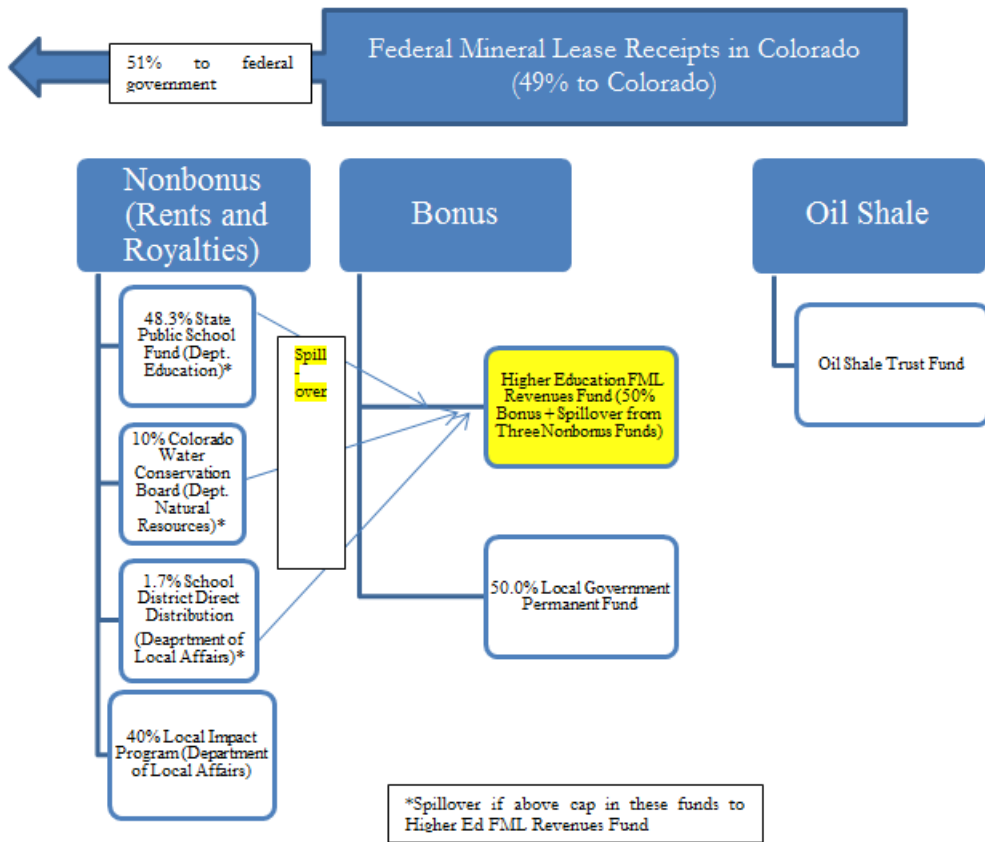 Federal Mineral Lease Receipts in Colorado
(49% to Colorado)
51% to federal
government
Nonbonus
(Rents and
Royalties)
Bonus
Oil Shale
48.3% State
Public School
Fund (Dept.
Education)*
10% Colorado
Water
Conservation
Board (Dept.
Natural
Resources)*
1.7% School
District Direct
Distribution
(Deaprtment of
Local Affairs)*
40% Local Impact
Program (Department
of Local Affairs)
Spill
-
over
Higher Education FML
Revenues Fund (50%
Bonus + Spillover from
Three Nonbonus Funds)
50.0% Local Government
Permanent Fund
Oil Shale Trust Fund
*Spillover if above cap in these funds to
Higher Ed FML Revenues Fund